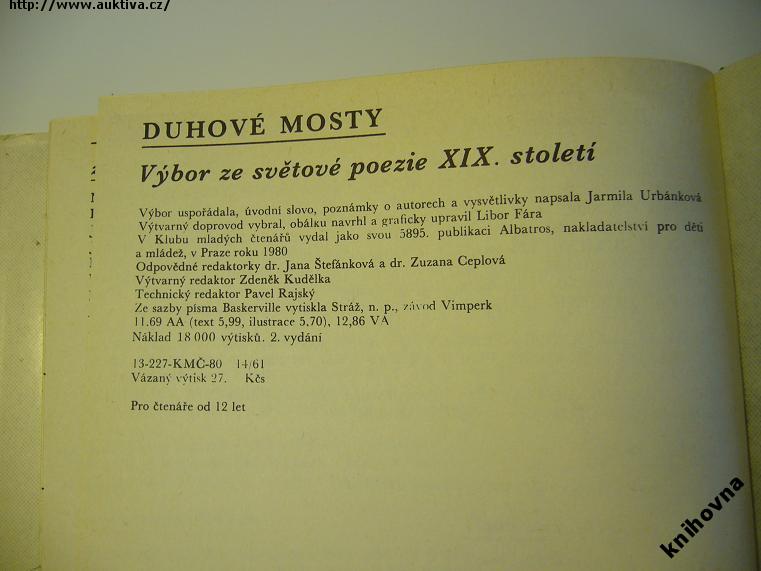 http://www.auktiva.cz/
DUHOVÉ MOSTY
Výbor ze světové poezie XIX. století
Výbor uspořádala, úvodní slovo, poznámky o autorech a vysvětlivky napsala Jarmila Urbánková
Výtvarný doprovod vybral, obálku navrhl a graficky upravil Libor Fára
V Klubu mladých čtenářů vydal jako svou 5895. publikaci Albatros, nakladatelství pro děti
a mládež, v Praze roku 1980
Odpovědné redaktorky dr. Jana Štefánková a dr. Zuzana Ceplová
Výtvarný redaktor Zdeněk Kudělka
Technický redaktor Pavel Rajský
Ze sazby písma Baskerville vytiskla Stráž, n. p., závod Vimperk
11.69 AA (text 5,99, ilustrace 5,70), 12,86 VA
Náklad 18 000 výtisků. 2. vydání
13-227-KMČ-80 14/61
Vázaný výtisk 27. Kčs
Pro čtenáře od 12 let
knihovna